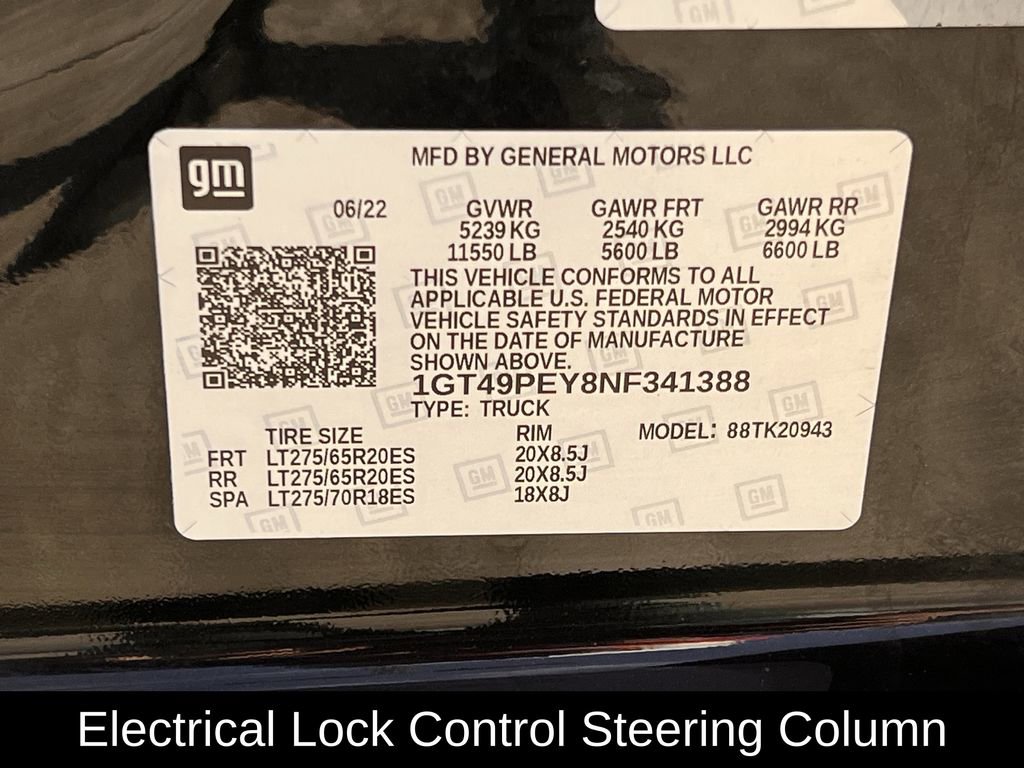 gm
MFD BY GENERAL MOTORS LLC
06/22 GVWR GAWR FRT GAWR RR
5239 KG 2540 KG 2994 KG
11550 LB 5600 LB 6600 LB
THIS VEHICLE CONFORMS TO ALL
APPLICABLE U.S. FEDERAL MOTOR
VEHICLE SAFETY STANDARDS IN EFFECT
ON THE DATE OF MANUFACTURE
SHOWN ABOVE.
1GT49PEY8NF341388
TYPE: TRUCK
TIRE SIZE RIM MODEL: 88TK20943
FRT LT275/65R20ES 20X8.5J
RR LT275/65R20ES 20X8.5J
SPA LT275/70R18ES 18X8J
Electrical Lock Control Steering Column